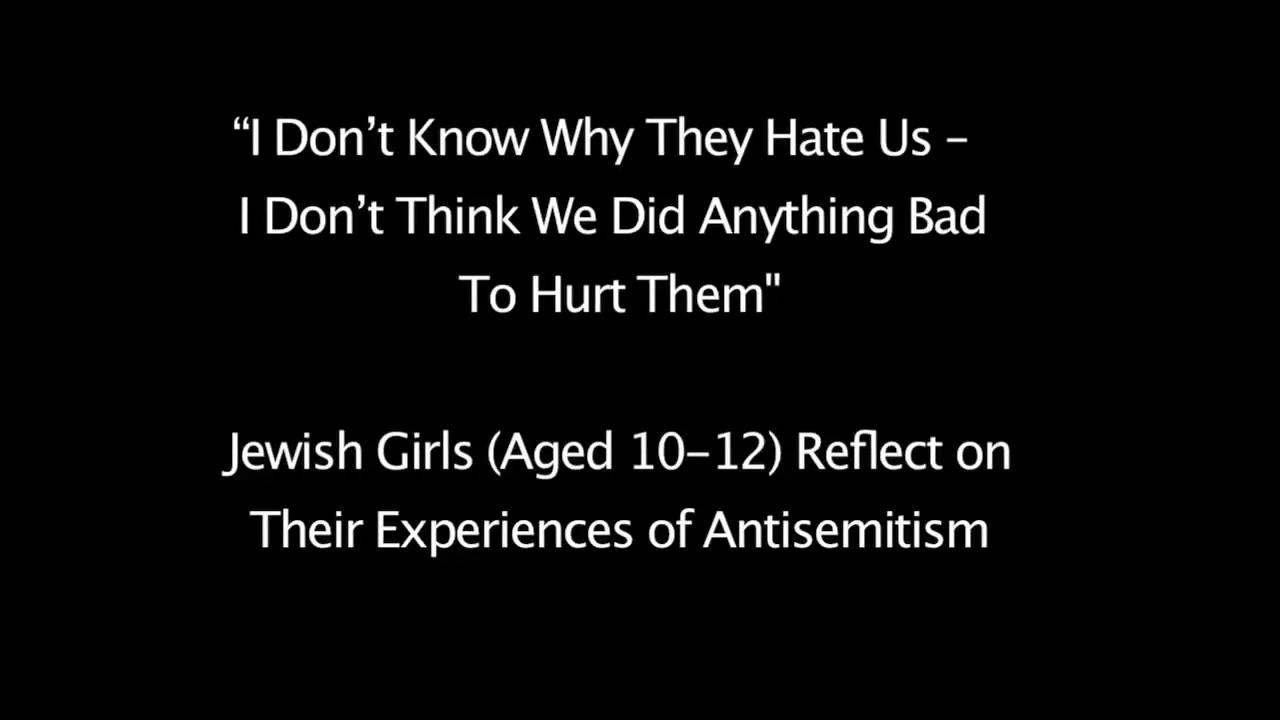 “I Don’t Know Why They Hate Us –
I Don’t Think We Did Anything Bad
To Hurt Them"
Jewish Girls (Aged 10–12) Reflect on
Their Experiences of Antisemitism